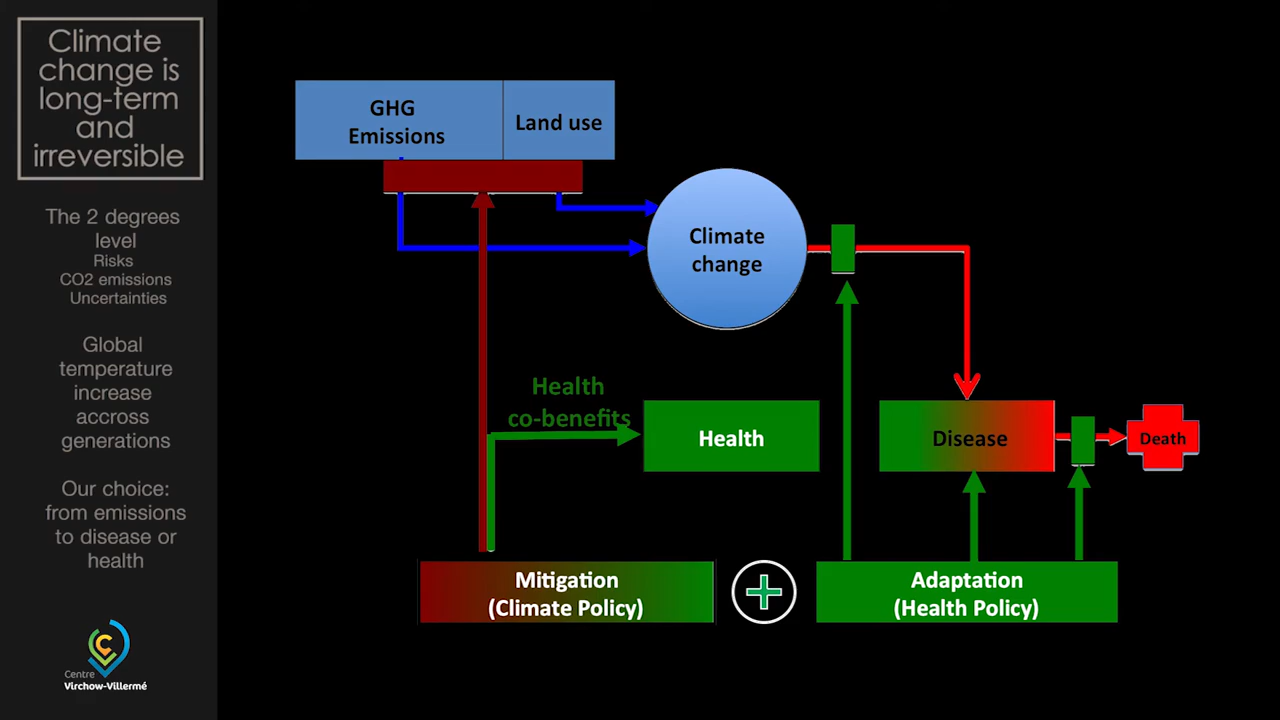 Climate
change is
long-term
and
irreversible
The 2 degrees
level
Risks
CO2 emissions
Uncertainties
Global
temperature
increase
accross
generations
Our choice:
from emissions
to disease or
health
Centre
Virchow-Villermé
GHG
Emissions
Land use
Climate
change
Health
co-benefits
Health
Disease
Death
Mitigation
(Climate Policy)
Adaptation
(Health Policy)